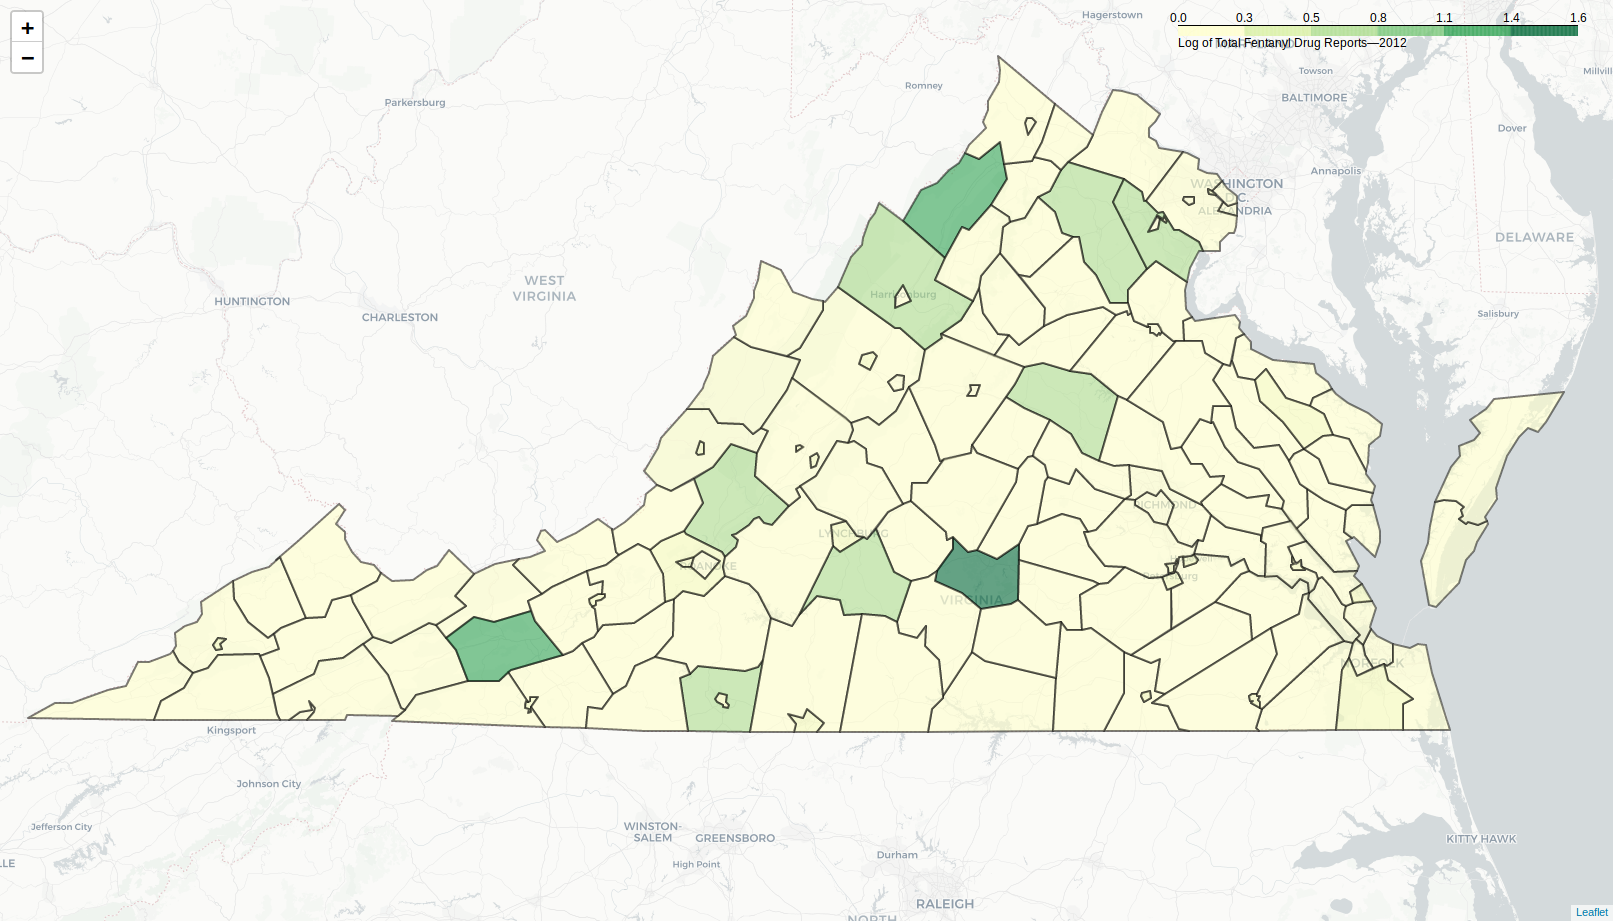 +
−
0.0 0.3 0.5 0.8 1.1 1.4 1.6
Log of Total Fentanyl Drug Reports—2012
Hagerstown
Towson
Millvill
Romney
BALTIMORE
Parkersburg
Dover
Annapolis
WASHINGTON
D.C.
ALEXANDRIA
DELAWARE
WEST
VIRGINIA
Harrisonburg
HUNTINGTON
CHARLESTON
Salisbury
RICHMOND
LYNCHBURG
ROANOKE
Petersburg
VIRGINIA
NORFOLK
Kingsport
Johnson City
Jefferson City
WINSTON-
SALEM
GREENSBORO
KITTY HAWK
Durham
High Point
LLE
RALEIGH
NORTH
Leaflet